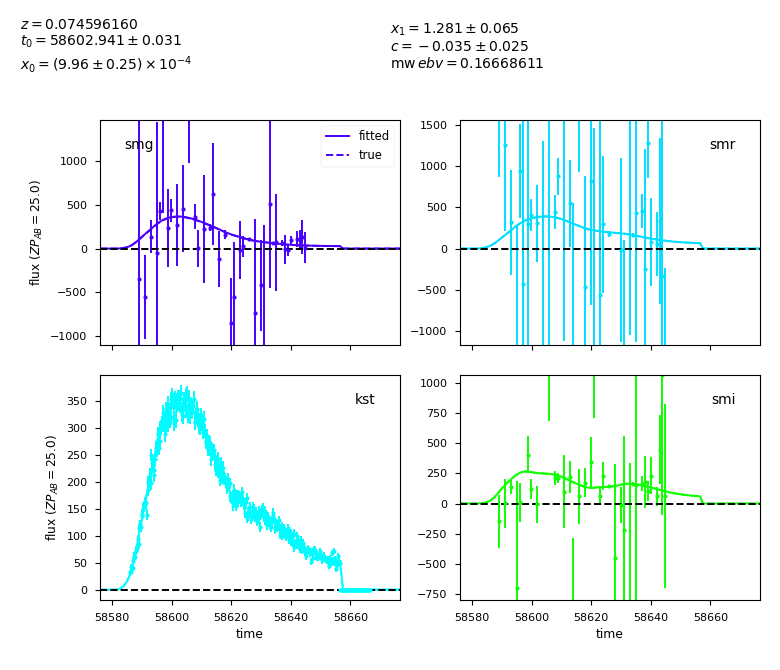 z = 0.074596160
t0 = 58602.941 ± 0.031
x0 = (9.96 ± 0.25) × 10^−4
x1 = 1.281 ± 0.065
c = −0.035 ± 0.025
mw ebv = 0.16668611
smg
fitted
true
1000
500
0
−500
−1000
flux (ZP_AB = 25.0)
smr
1500
1000
500
0
−500
−1000
kst
350
300
250
200
150
100
50
0
flux (ZP_AB = 25.0)
58580 58600 58620 58640 58660
time
smi
1000
750
500
250
0
−250
−500
−750
58580 58600 58620 58640 58660
time